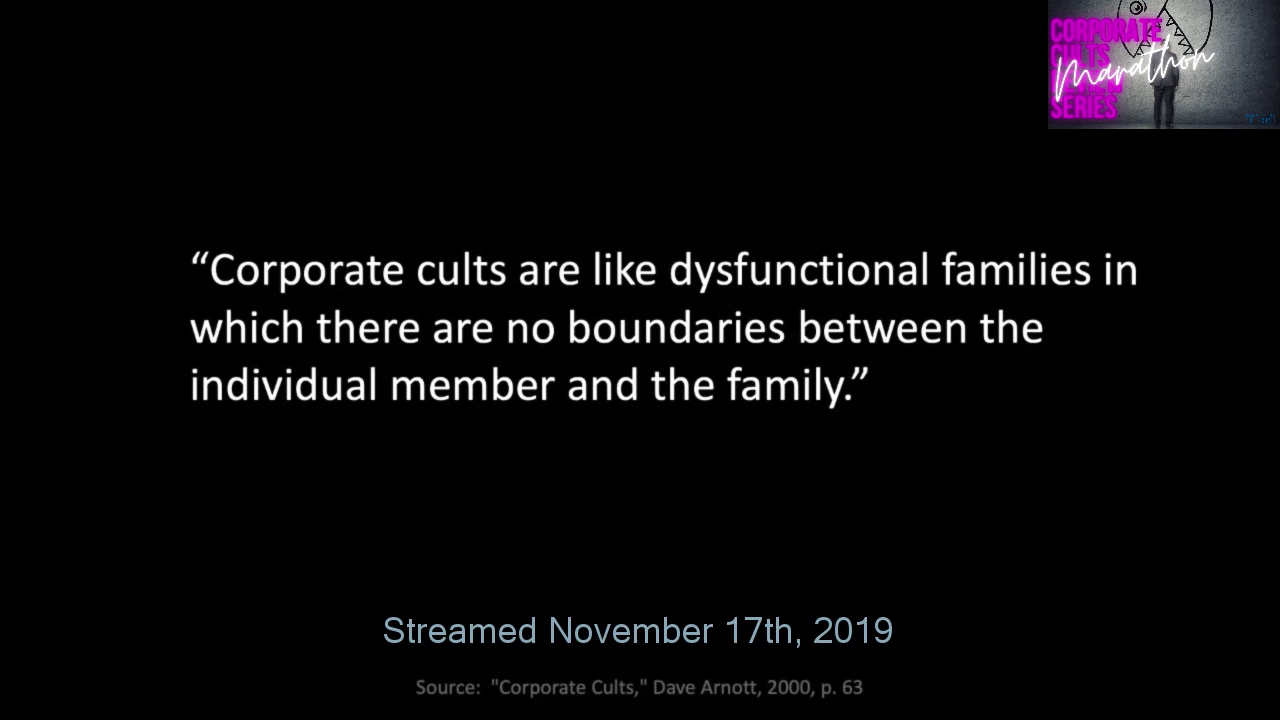 CORPORATE
CULTS
Marathon
SERIES
“Corporate cults are like dysfunctional families in
which there are no boundaries between the
individual member and the family.”
Streamed November 17th, 2019
Source: "Corporate Cults," Dave Arnott, 2000, p. 63